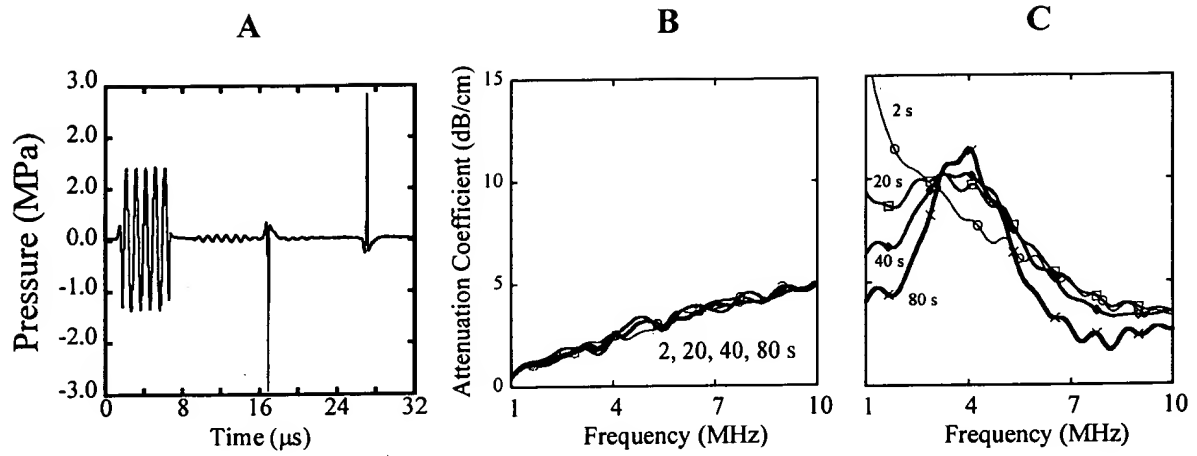 A
B
C
Pressure (MPa)
3.0
2.0
2.0
0.0
-1.0
-2.0
-3.0
0
8
16
24
32
Time (μs)
Attenuation Coefficient (dB/cm)
15
10
5
0
2, 20, 40, 80 s
1
4
7
10
Frequency (MHz)
2 s
20 s
40 s
80 s
1
4
7
10
Frequency (MHz)